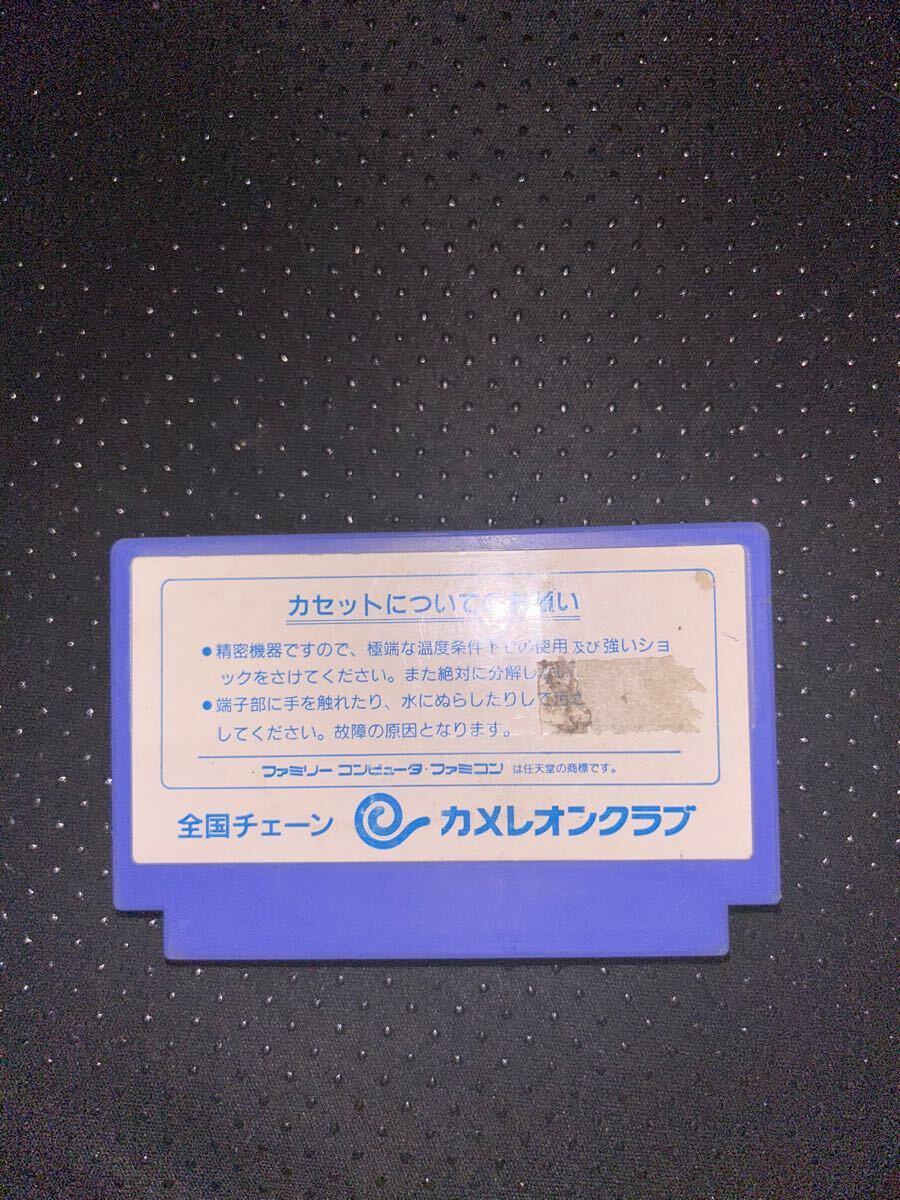 カセットについてのお願い
●精密機器ですので、極端な温度条件下での使用及び強いショ
ックをさけてください。また絶対に分解しない
●端子部に手を触れたり、水にぬらしたりして
してください。故障の原因となります。
ファミリー コンピュータ・ファミコン は任天堂の商標です。
全国チェーン カメレオンクラブ